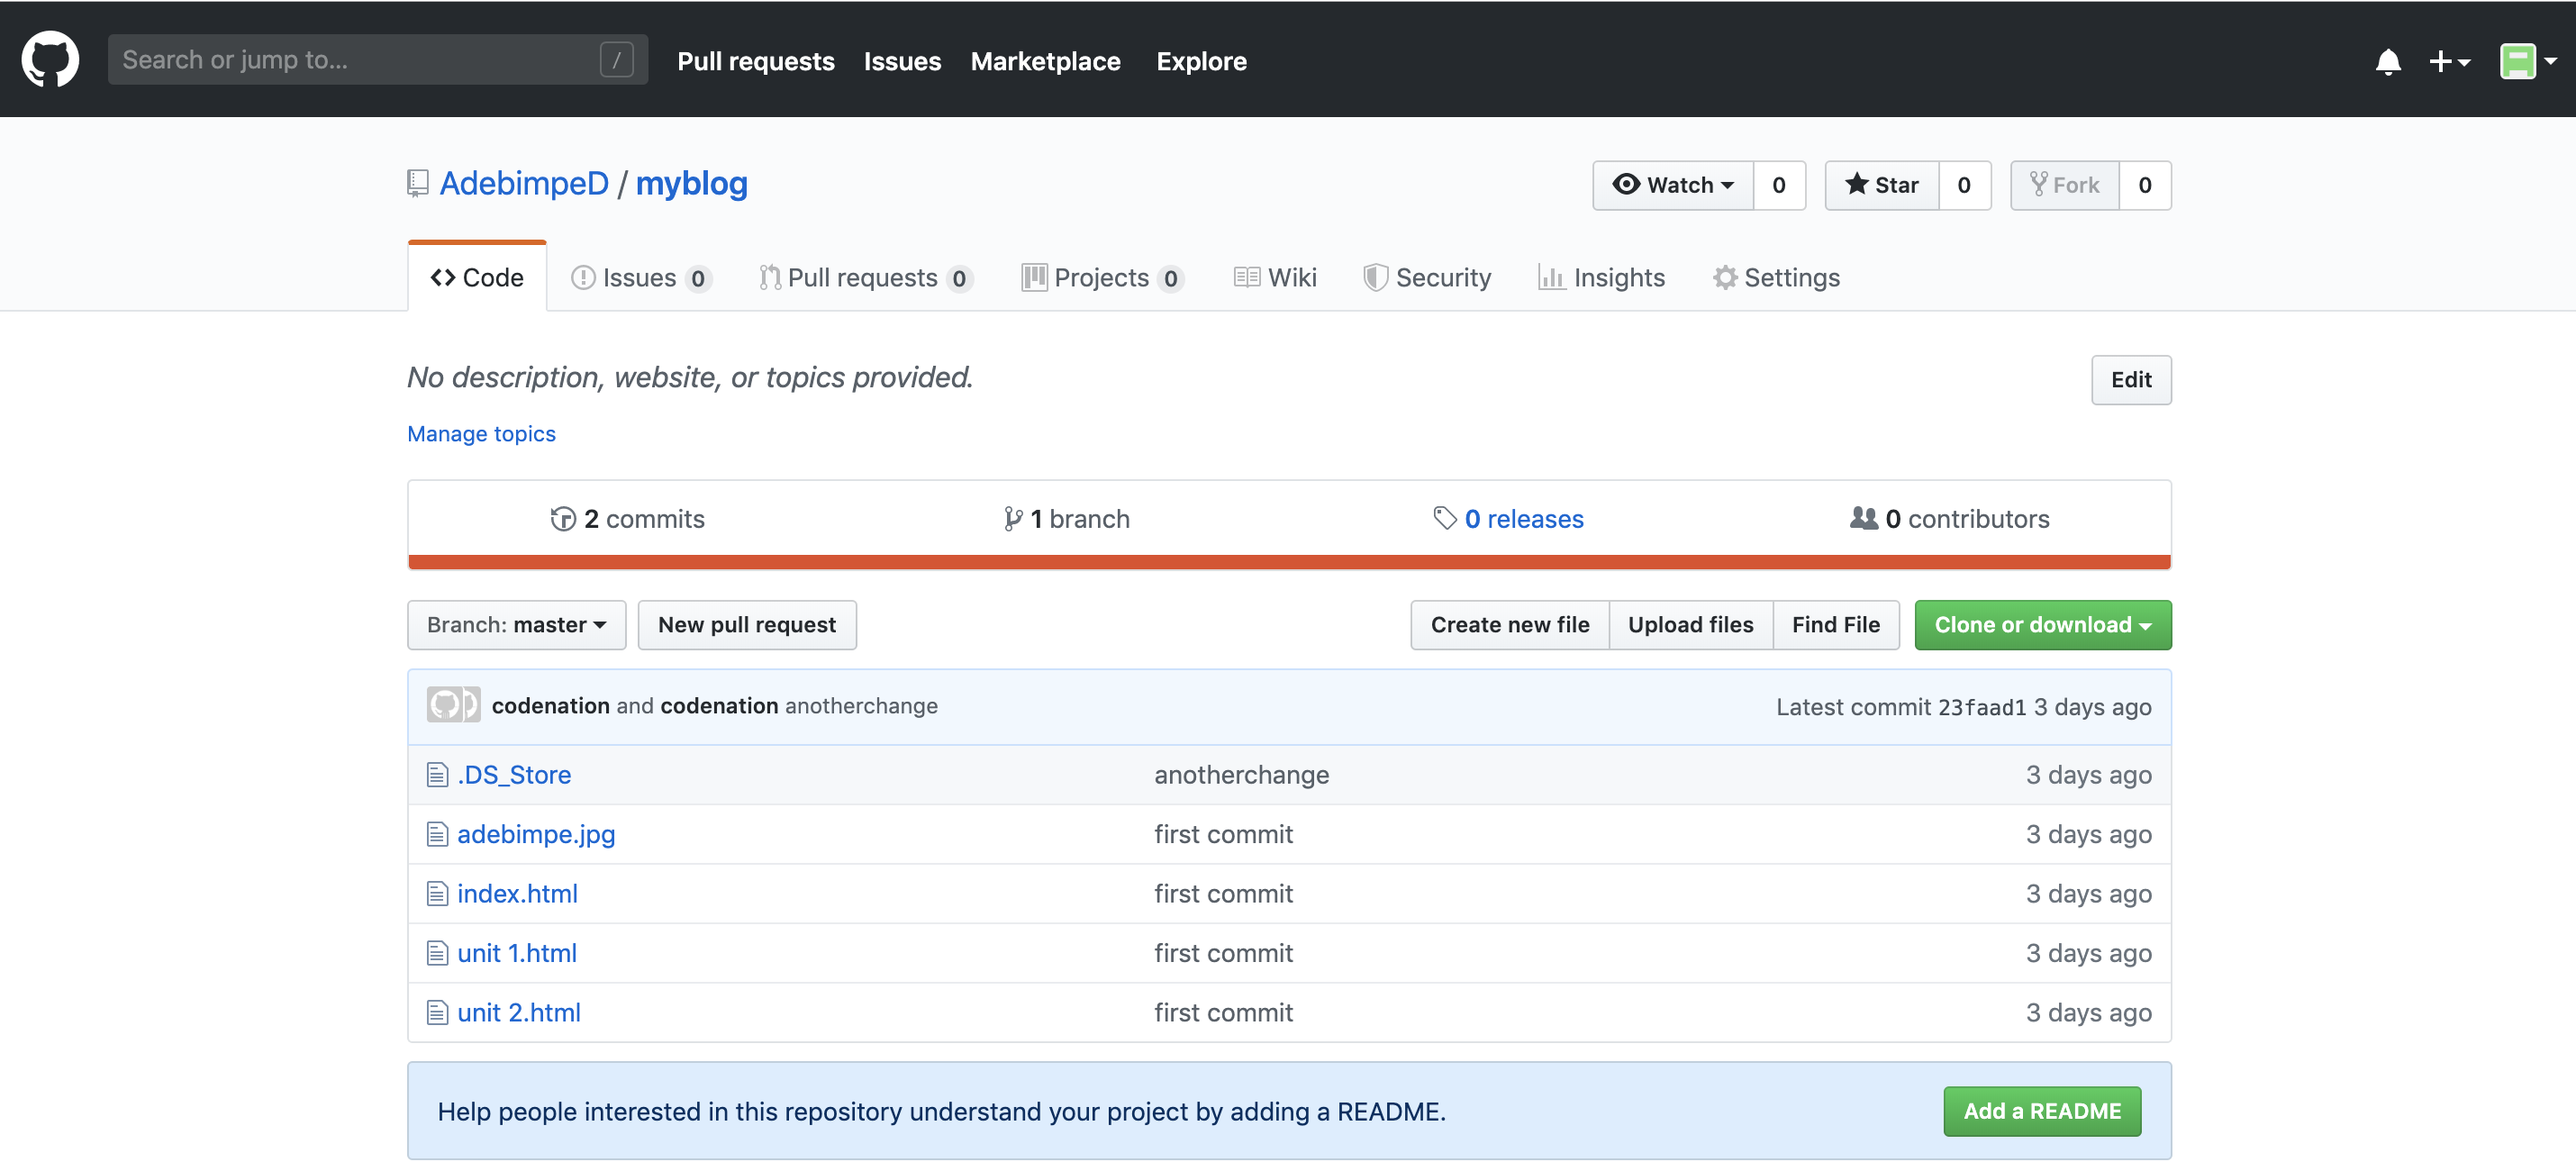 Search or jump to... / Pull requests Issues Marketplace Explore
AdebimpeD / myblog Watch 0 Star 0 Fork 0
Code Issues 0 Pull requests 0 Projects 0 Wiki Security Insights Settings
No description, website, or topics provided. Edit
Manage topics
2 commits 1 branch 0 releases 0 contributors
Branch: master New pull request Create new file Upload files Find File Clone or download
codenation and codenation anotherchange Latest commit 23faad1 3 days ago
.DS_Store anotherchange 3 days ago
adebimpe.jpg first commit 3 days ago
index.html first commit 3 days ago
unit 1.html first commit 3 days ago
unit 2.html first commit 3 days ago
Help people interested in this repository understand your project by adding a README. Add a README